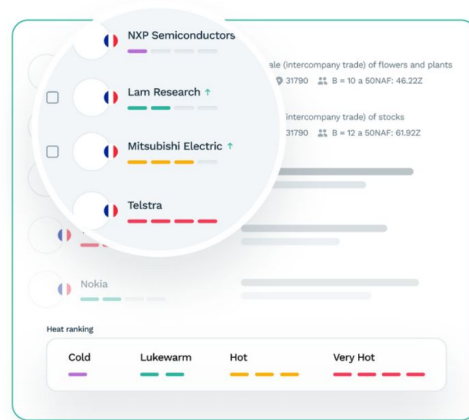 NXP Semiconductors
ale (intercompany trade) of flowers and plants
31790 B = 10 a 50NAF: 46.22Z
Lam Research ↑
intercompany trade) of stocks
31790 B = 12 a 50NAF: 61.92Z
Mitsubishi Electric ↑
Telstra
Nokia
Heat ranking
Cold Lukewarm Hot Very Hot